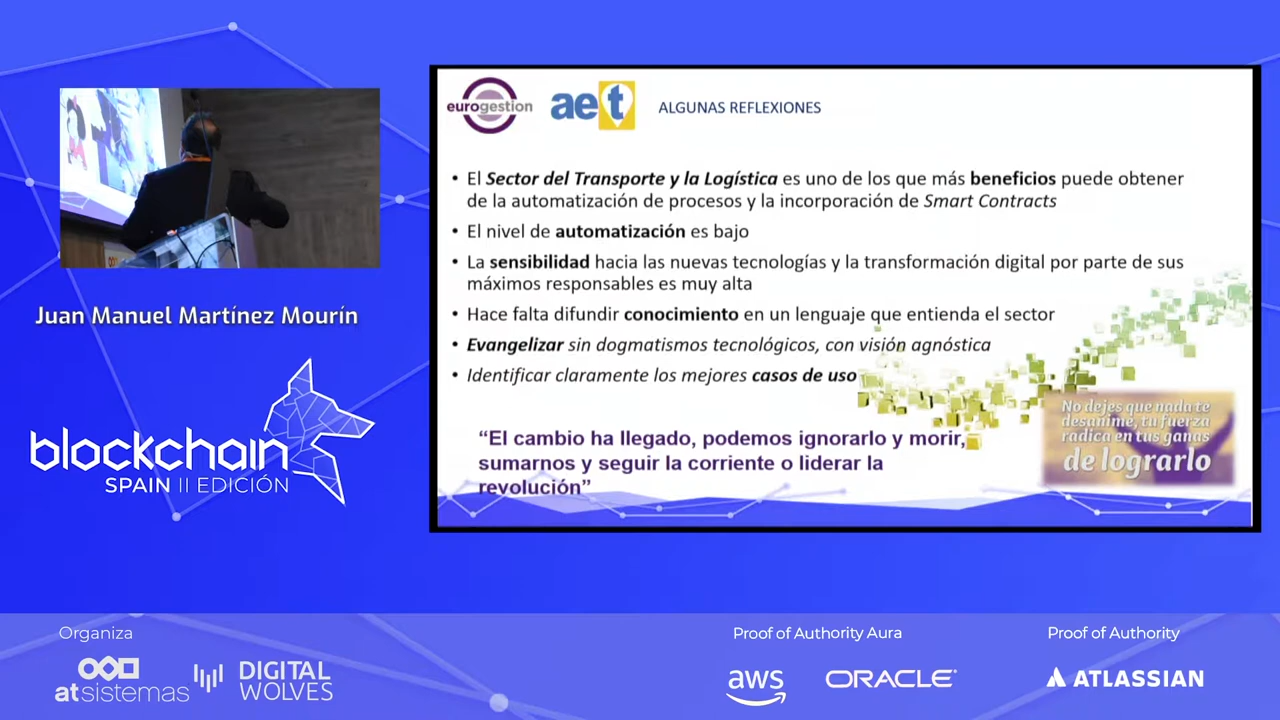 eurogestion
aet
ALGUNAS REFLEXIONES
• El Sector del Transporte y la Logística es uno de los que más beneficios puede obtener
de la automatización de procesos y la incorporación de Smart Contracts
• El nivel de automatización es bajo
• La sensibilidad hacia las nuevas tecnologías y la transformación digital por parte de sus
máximos responsables es muy alta
• Hace falta difundir conocimiento en un lenguaje que entienda el sector
• Evangelizar sin dogmatismos tecnológicos, con visión agnóstica
• Identificar claramente los mejores casos de uso
“El cambio ha llegado, podemos ignorarlo y morir,
sumarnos y seguir la corriente o liderar la
revolución”
No dejes que nada te
desanime, tu fuerza
radica en tus ganas
de lograrlo
Juan Manuel Martínez Mourín
blockchain
SPAIN II EDICIÓN
Organiza
atsistemas
DIGITAL
WOLVES
Proof of Authority Aura
aws
ORACLE
Proof of Authority
ATLASSIAN